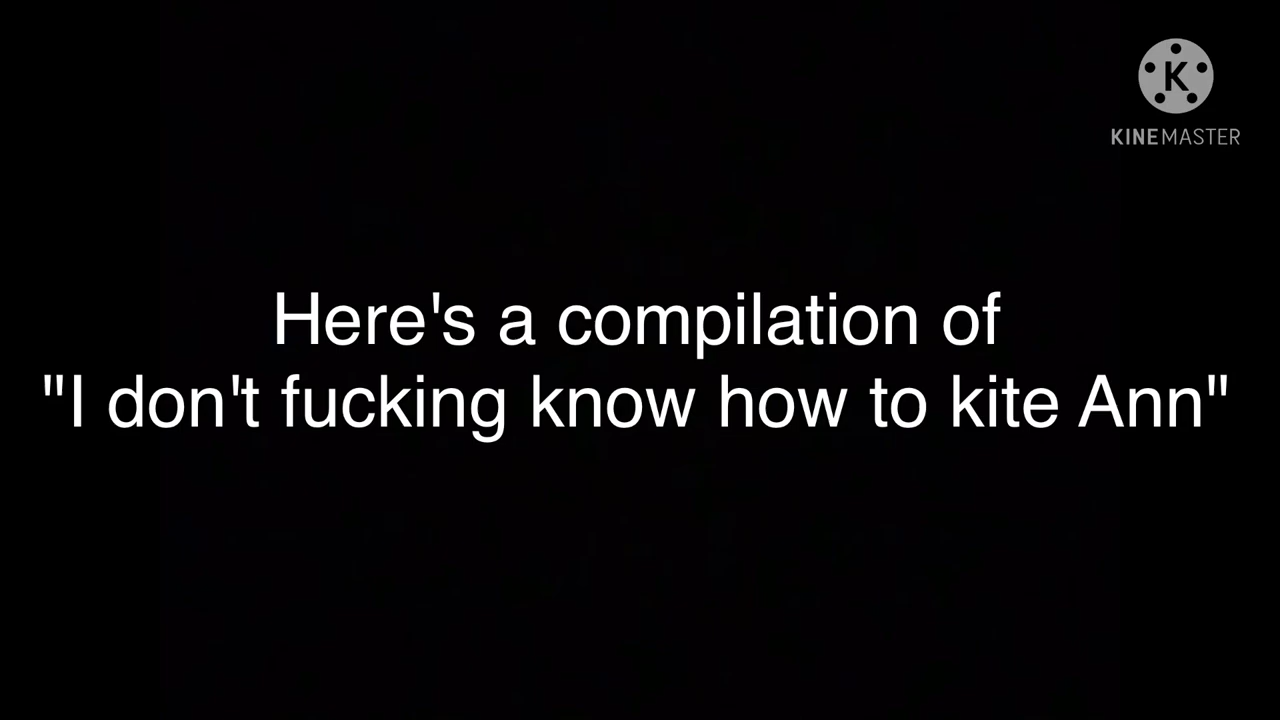 K
KINEMASTER
Here's a compilation of
"I don't fucking know how to kite Ann"